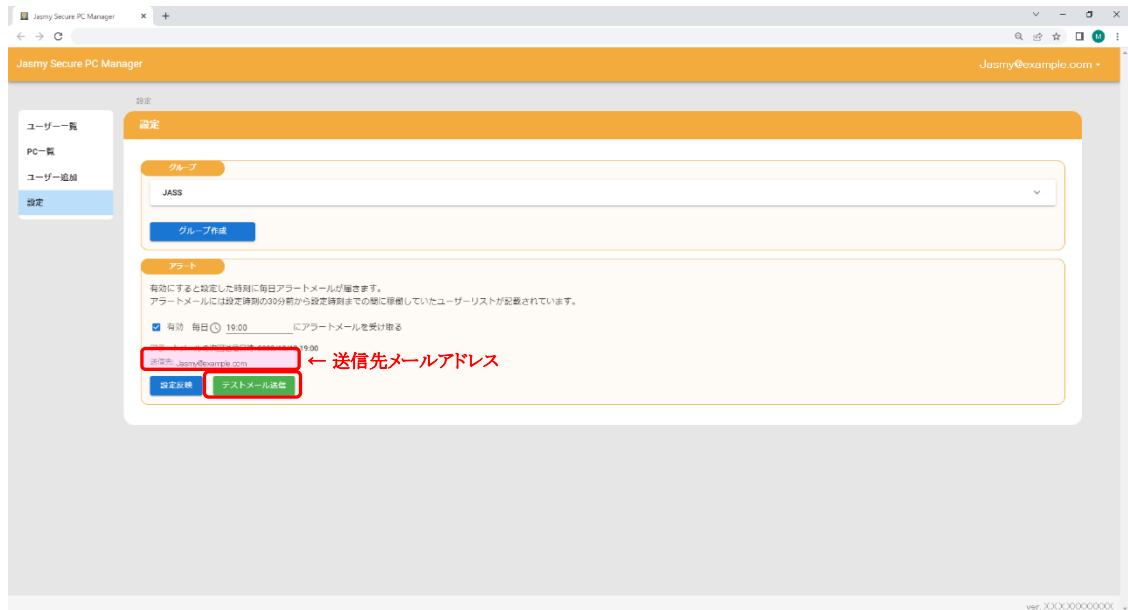 Jasmy Secure PC Manager
Jasmy Secure PC Manager
Jasmy@example.com
設定
ユーザー一覧
PC一覧
ユーザー追加
設定
設定
グループ
JASS
グループ作成
アラート
有効にすると設定した時刻に毎日アラートメールが届きます。
アラートメールには設定時刻の30分前から設定時刻までの間に稼働していたユーザーリストが記載されています。
有効 毎日 19:00 にアラートメールを受け取る
19:00
送信先: Jasmy@example.com
← 送信先メールアドレス
設定反映 テストメール送信
ver. XXXXXXXXXXX